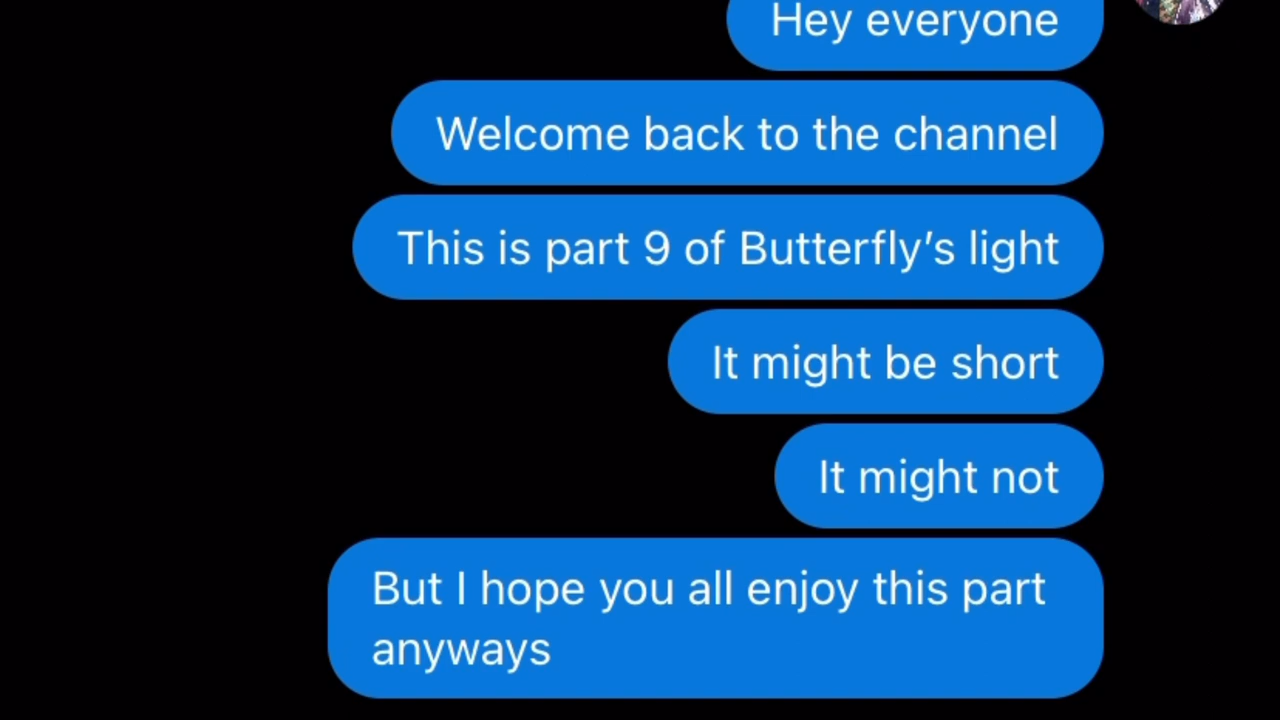 Hey everyone
Welcome back to the channel
This is part 9 of Butterfly’s light
It might be short
It might not
But I hope you all enjoy this part
anyways